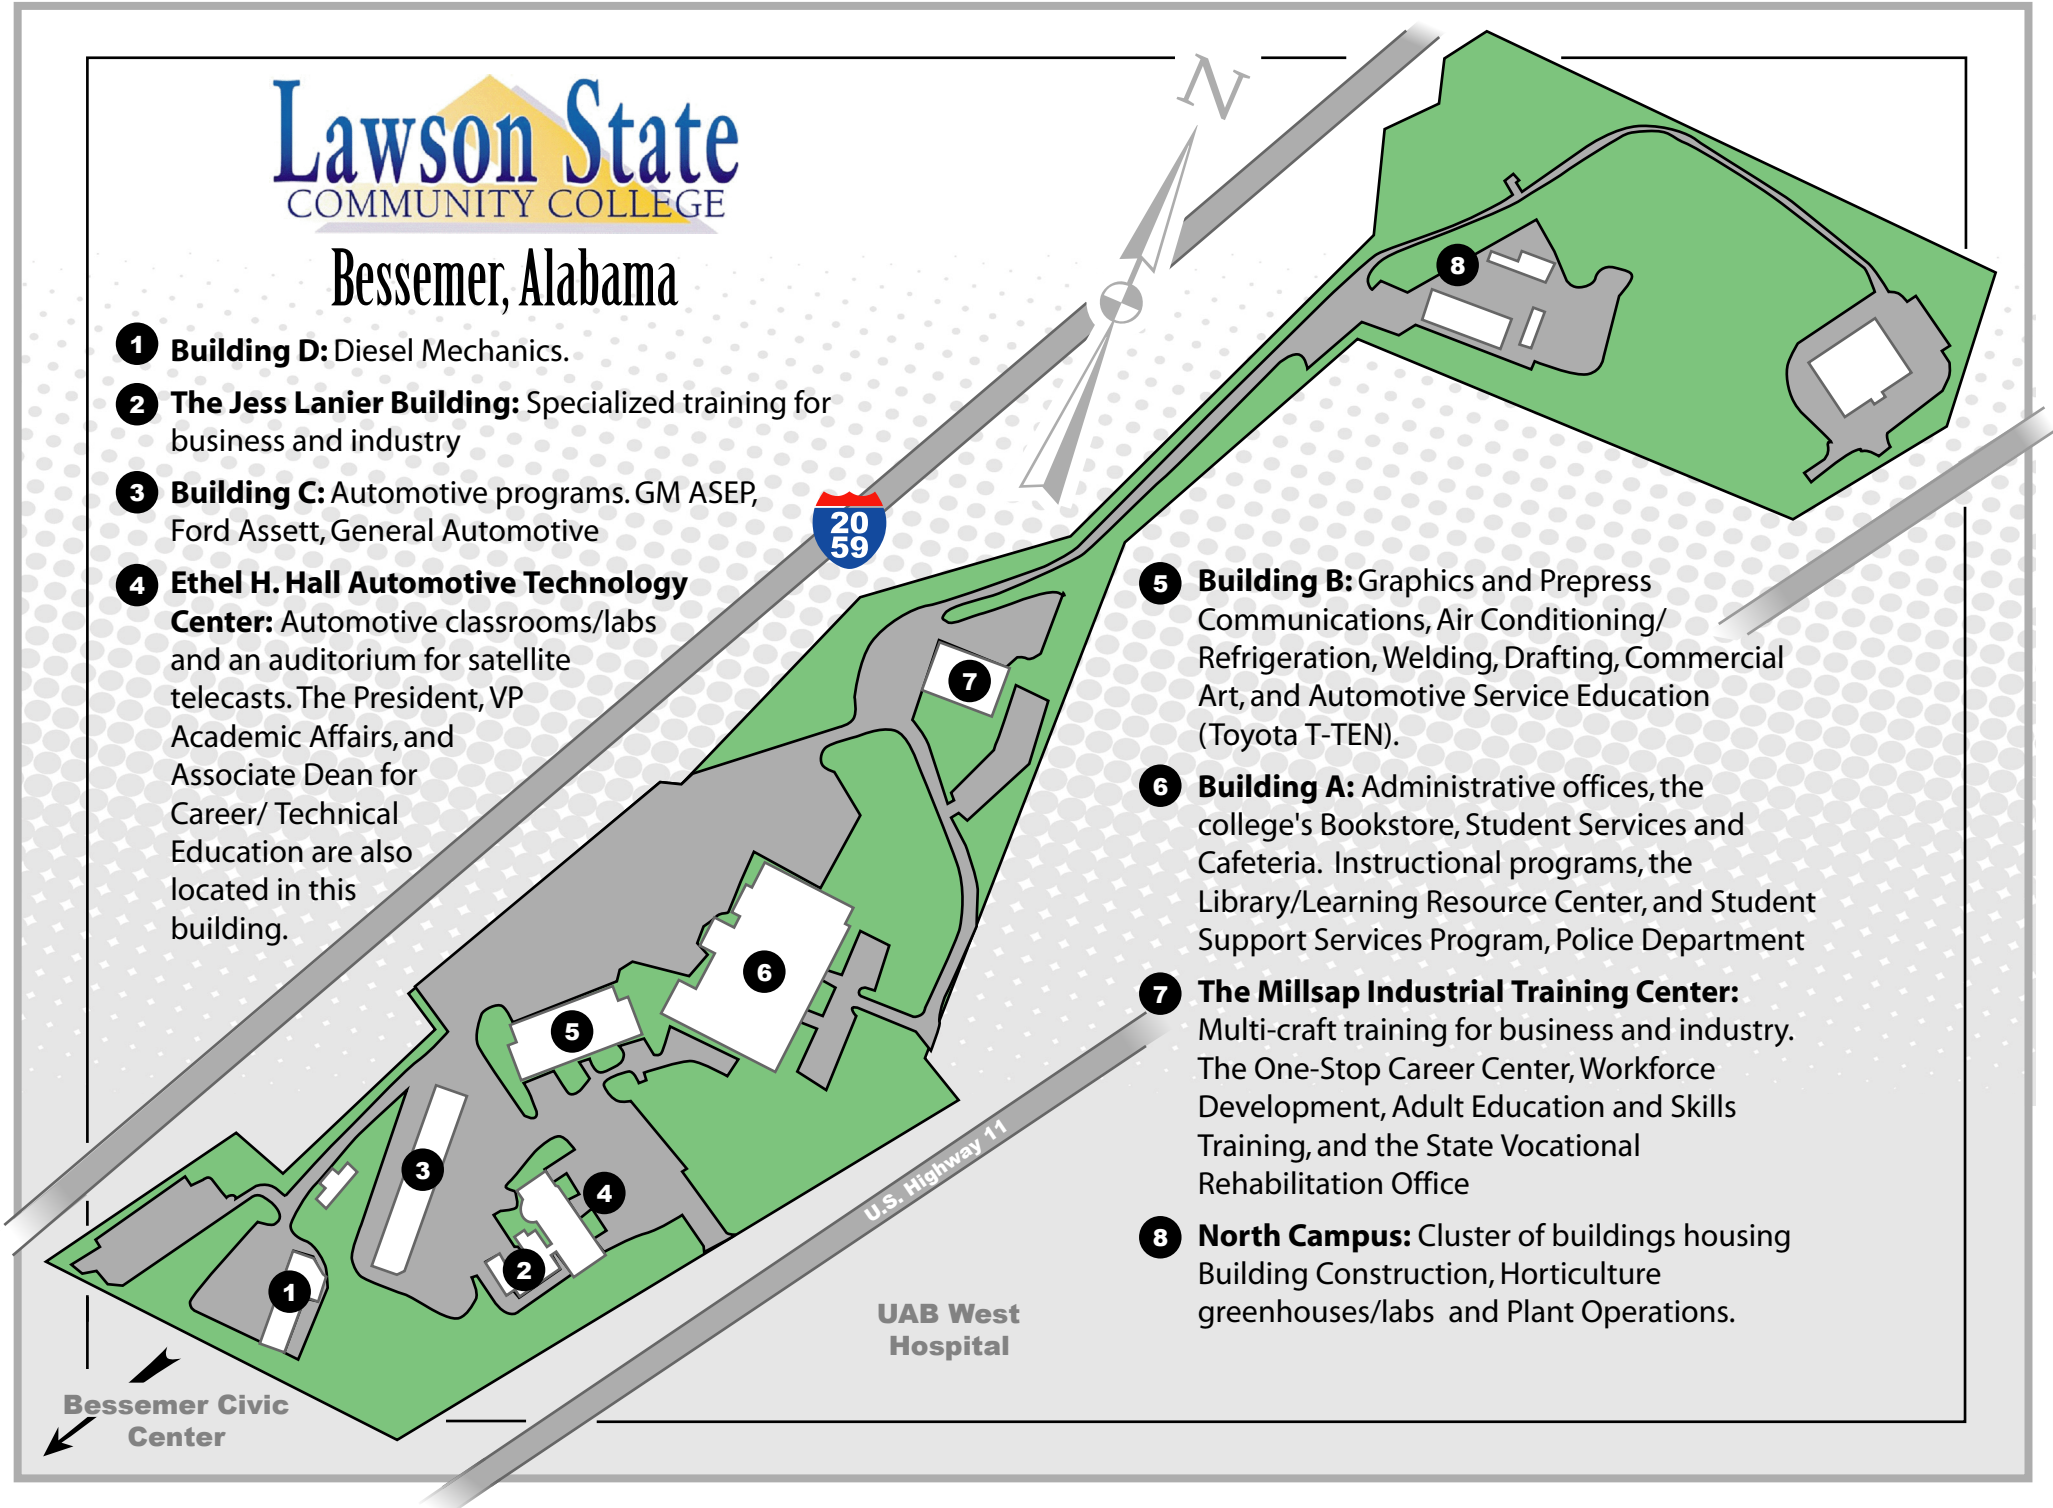 Lawson State
COMMUNITY COLLEGE
Bessemer, Alabama
N
1 Building D: Diesel Mechanics.
2 The Jess Lanier Building: Specialized training for
business and industry
3 Building C: Automotive programs. GM ASEP,
Ford Assett, General Automotive
4 Ethel H. Hall Automotive Technology
Center: Automotive classrooms/labs
and an auditorium for satellite
telecasts. The President, VP
Academic Affairs, and
Associate Dean for
Career/ Technical
Education are also
located in this
building.
20
59
5 Building B: Graphics and Prepress
Communications, Air Conditioning/
Refrigeration, Welding, Drafting, Commercial
Art, and Automotive Service Education
(Toyota T-TEN).
6 Building A: Administrative offices, the
college's Bookstore, Student Services and
Cafeteria. Instructional programs, the
Library/Learning Resource Center, and Student
Support Services Program, Police Department
7 The Millsap Industrial Training Center:
Multi-craft training for business and industry.
The One-Stop Career Center, Workforce
Development, Adult Education and Skills
Training, and the State Vocational
Rehabilitation Office
8 North Campus: Cluster of buildings housing
Building Construction, Horticulture
greenhouses/labs and Plant Operations.
8
7
6
5
3
4
2
1
U.S. Highway 11
UAB West
Hospital
Bessemer Civic
Center